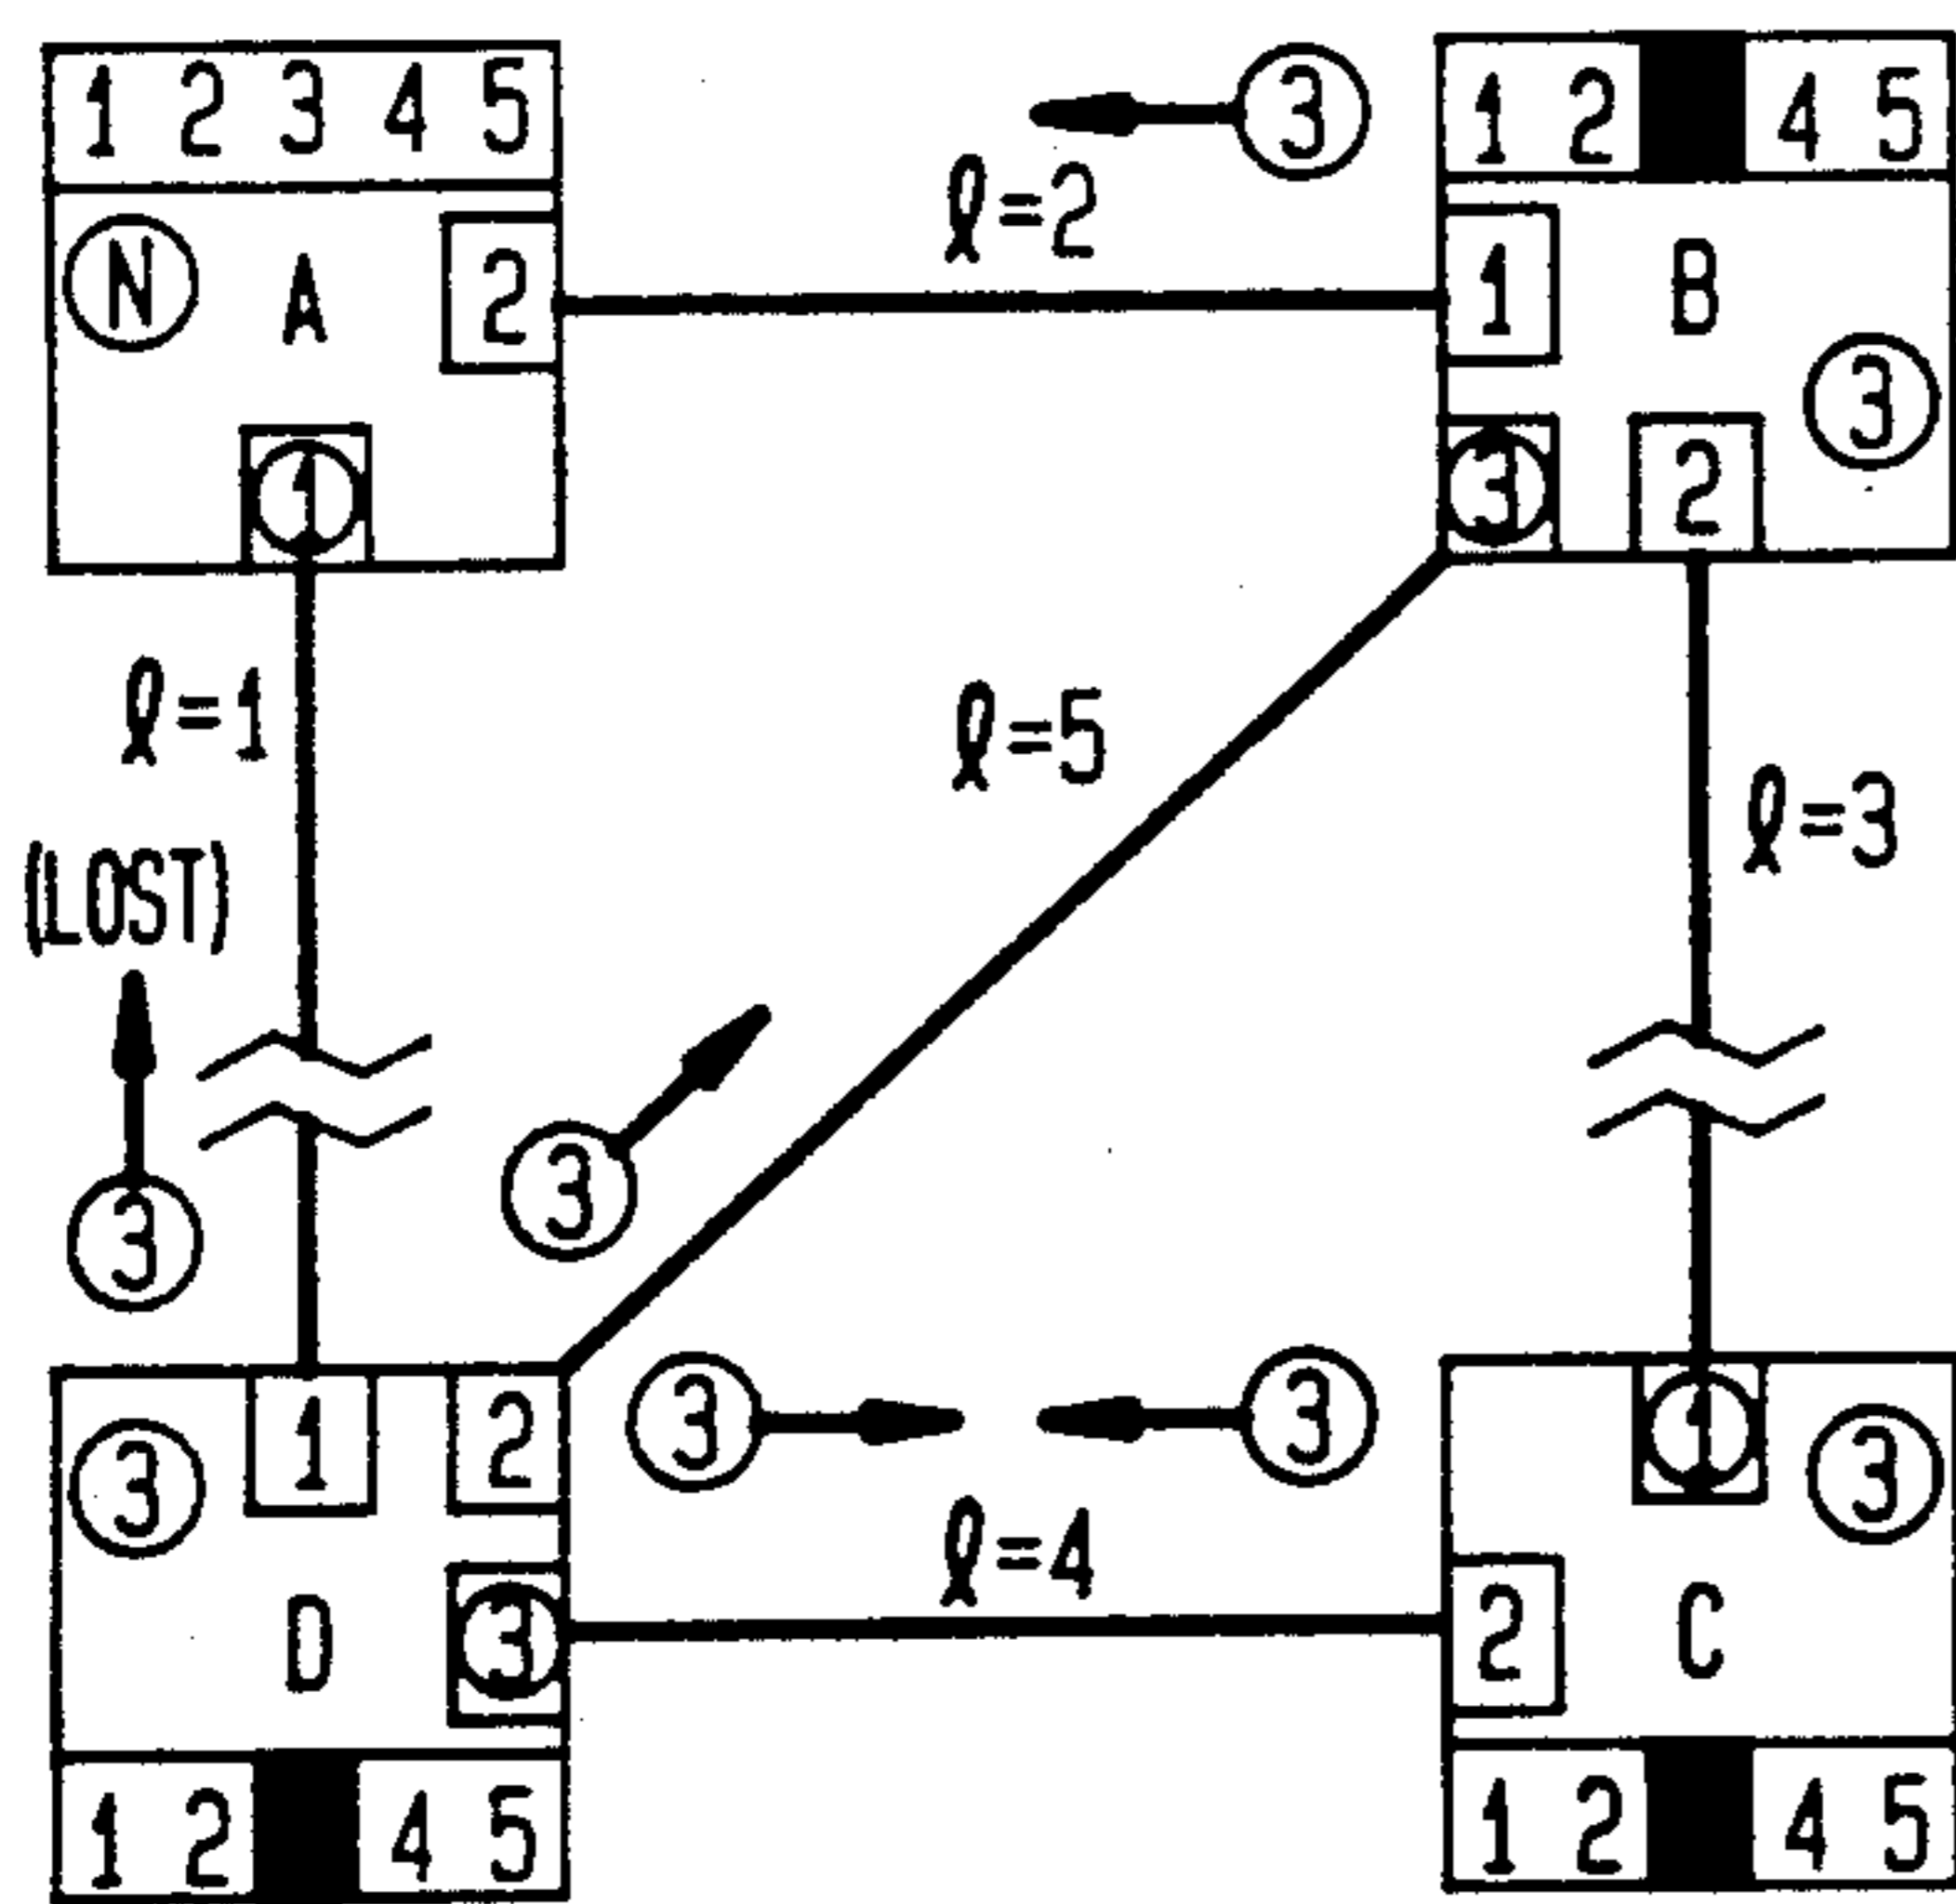 1 2 3 4 5
③
1 2 4 5
ℓ=2
N A 2
1 B
③
①
③ 2
ℓ=1
ℓ=5
ℓ=3
(LOST)
③
③
③ ③
③ 1 2
① ③
ℓ=4
D ③
2 C
1 2 4 5
1 2 4 5